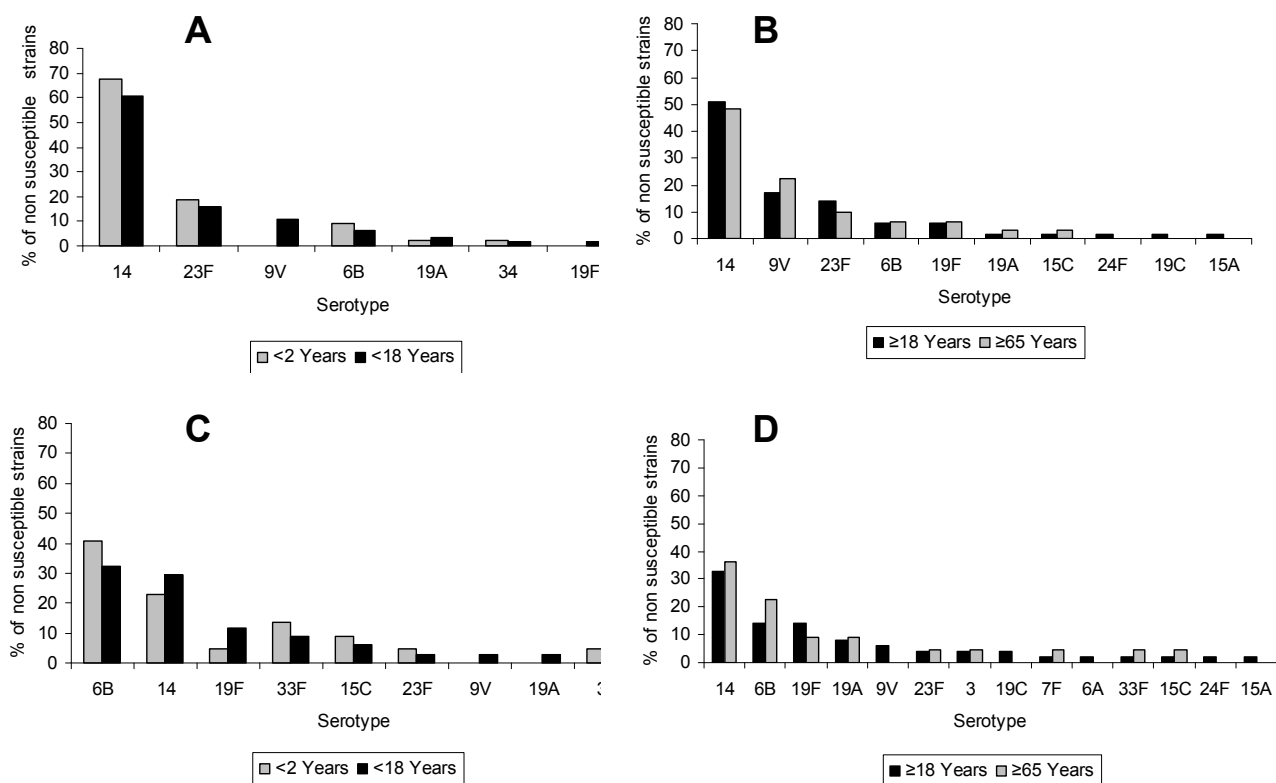 A
% of non susceptible strains
80
70
60
50
40
30
20
10
0
14 23F 9V 6B 19A 34 19F
Serotype
<2 Years <18 Years
B
% of non susceptible strains
80
70
60
50
40
30
20
10
0
14 9V 23F 6B 19F 19A 15C 24F 19C 15A
Serotype
≥18 Years ≥65 Years
C
% of non susceptible strains
80
70
60
50
40
30
20
10
0
6B 14 19F 33F 15C 23F 9V 19A
Serotype
<2 Years <18 Years
D
% of non susceptible strains
80
70
60
50
40
30
20
10
0
14 6B 19F 19A 9V 23F 3 19C 7F 6A 33F 15C 24F 15A
Serotype
≥18 Years ≥65 Years